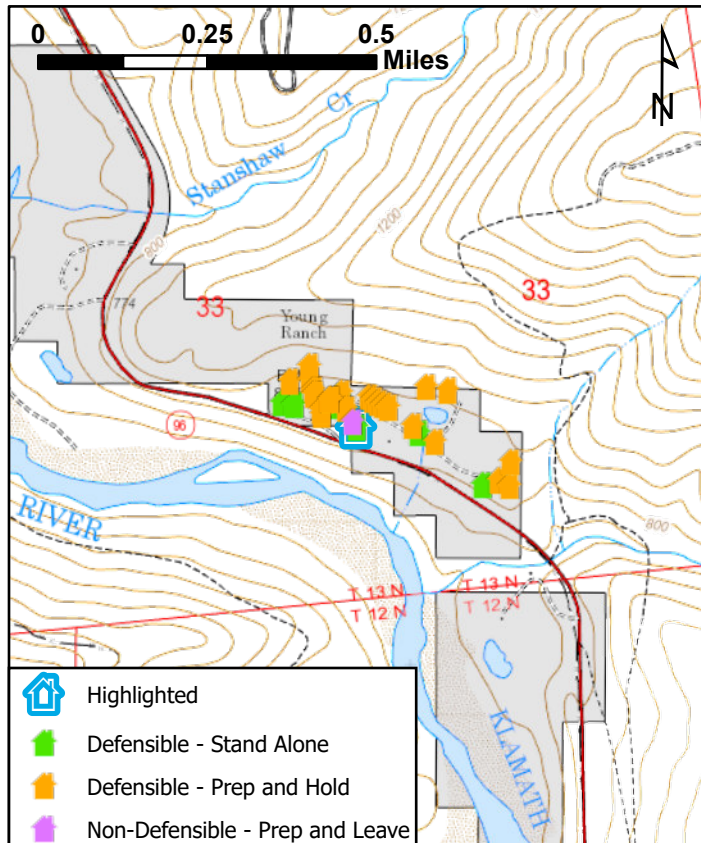 0 0.25 0.5
Miles
N
Stanshaw Cr
1200
800
33
33
774
Young
Ranch
96
RIVER
800
T 13 N T 13 N
T 12 N T 12 N
KLAMATH
Highlighted
Defensible - Stand Alone
Defensible - Prep and Hold
Non-Defensible - Prep and Leave